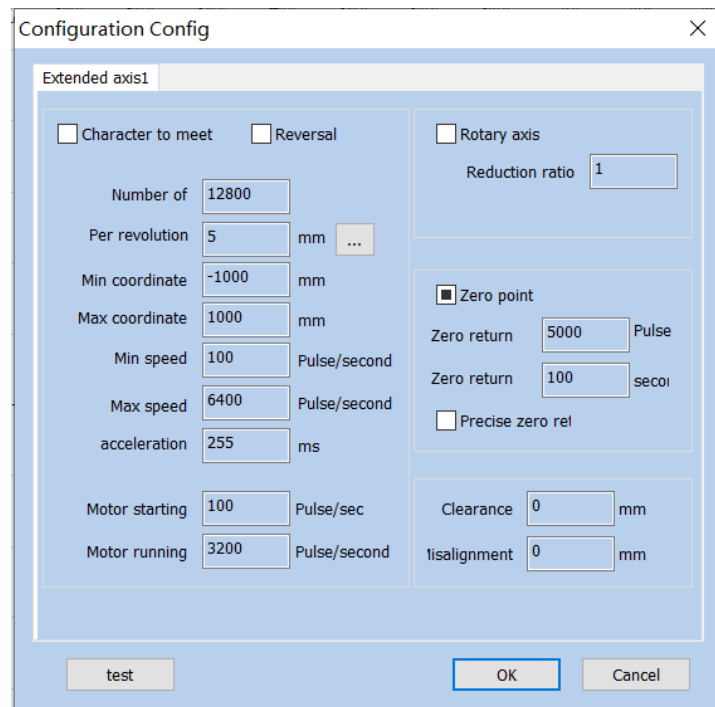 Configuration Config
Extended axis1
Character to meet Reversal
Number of 12800
Per revolution 5 mm ...
Min coordinate -1000 mm
Max coordinate 1000 mm
Min speed 100 Pulse/second
Max speed 6400 Pulse/second
acceleration 255 ms
Motor starting 100 Pulse/sec
Motor running 3200 Pulse/second
Rotary axis
Reduction ratio 1
Zero point
Zero return 5000 Pulse
Zero return 100 secon
Precise zero ret
Clearance 0 mm
Misalignment 0 mm
test OK Cancel